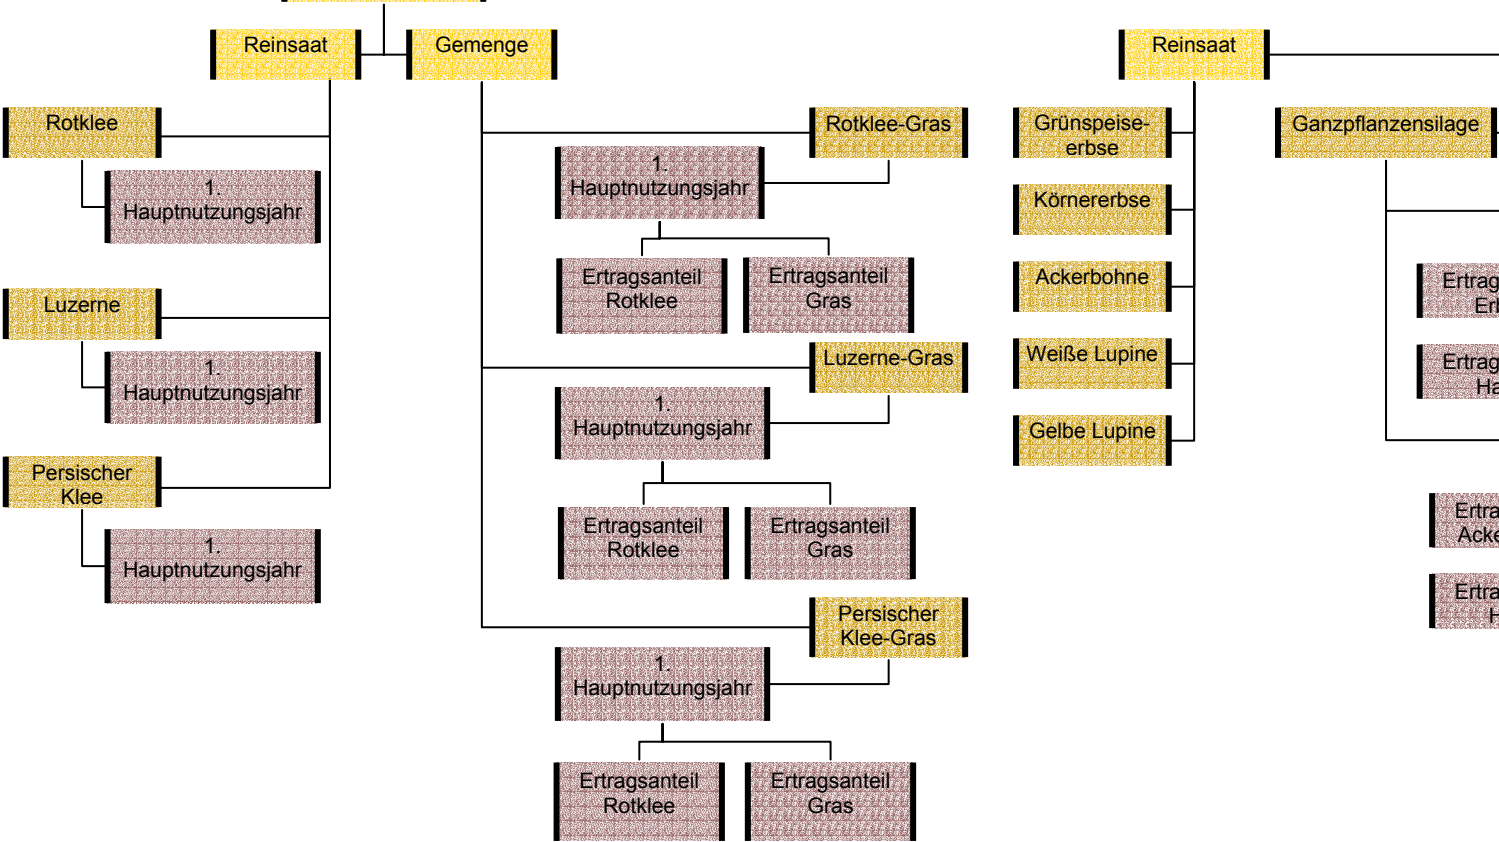 Reinsaat
Gemenge
Rotklee
1.
Hauptnutzungsjahr
Luzerne
1.
Hauptnutzungsjahr
Persischer
Klee
1.
Hauptnutzungsjahr
Rotklee-Gras
1.
Hauptnutzungsjahr
Ertragsanteil
Rotklee
Ertragsanteil
Gras
Luzerne-Gras
1.
Hauptnutzungsjahr
Ertragsanteil
Rotklee
Ertragsanteil
Gras
Persischer
Klee-Gras
1.
Hauptnutzungsjahr
Ertragsanteil
Rotklee
Ertragsanteil
Gras
Reinsaat
Grünspeise-
erbse
Körnererbse
Ackerbohne
Weiße Lupine
Gelbe Lupine
Ganzpflanzensilage